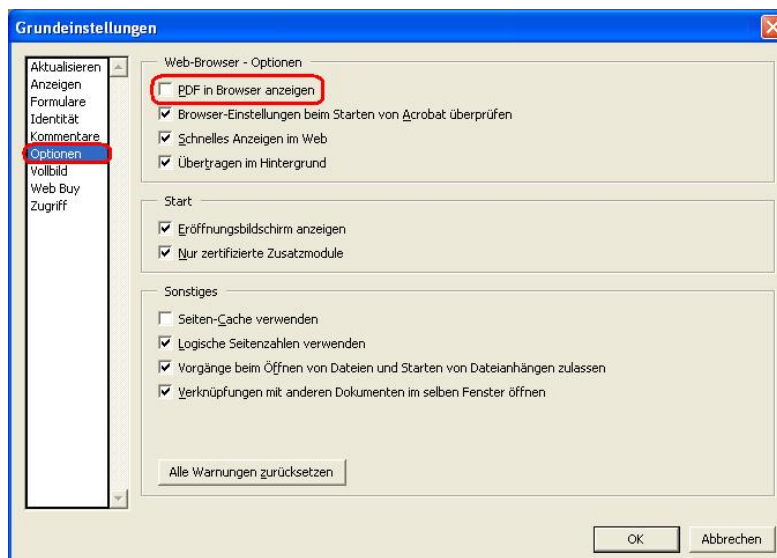 Grundeinstellungen
Aktualisieren
Anzeigen
Formulare
Identität
Kommentare
Optionen
Vollbild
Web Buy
Zugriff
Web-Browser - Optionen
PDF in Browser anzeigen
Browser-Einstellungen beim Starten von Acrobat überprüfen
Schnelles Anzeigen im Web
Übertragen im Hintergrund
Start
Eröffnungsbildschirm anzeigen
Nur zertifizierte Zusatzmodule
Sonstiges
Seiten-Cache verwenden
Logische Seitenzahlen verwenden
Vorgänge beim Öffnen von Dateien und Starten von Dateianhängen zulassen
Verknüpfungen mit anderen Dokumenten im selben Fenster öffnen
Alle Warnungen zurücksetzen
OK
Abbrechen